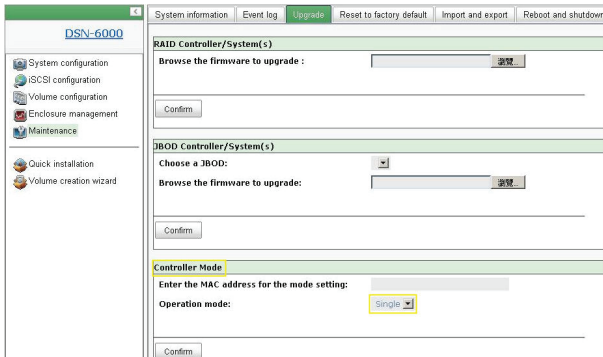 DSN-6000
System configuration
iSCSI configuration
Volume configuration
Enclosure management
Maintenance
Quick installation
Volume creation wizard
System information Event log Upgrade Reset to factory default Import and export Reboot and shutdown
RAID Controller/System(s)
Browse the firmware to upgrade : 瀏覽...
Confirm
JBOD Controller/System(s)
Choose a JBOD:
Browse the firmware to upgrade: 瀏覽...
Confirm
Controller Mode
Enter the MAC address for the mode setting:
Operation mode: Single
Confirm